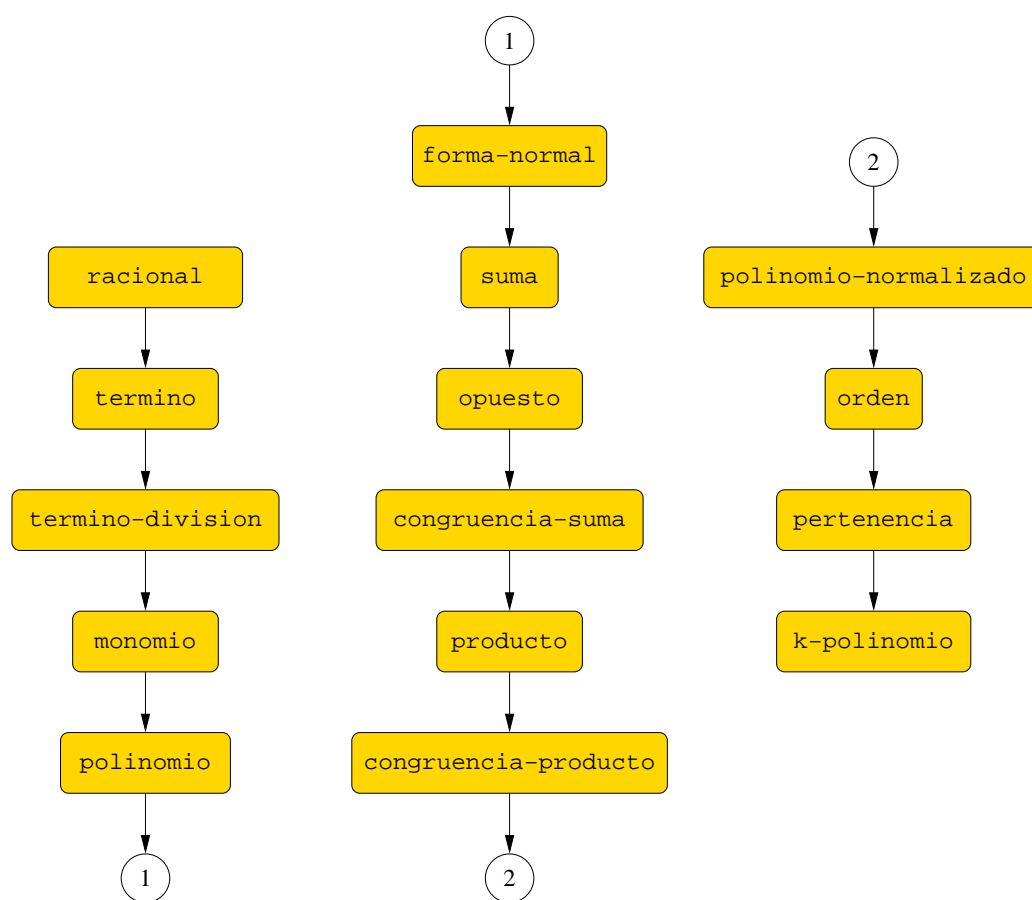 racional
termino
termino-division
monomio
polinomio
1
1
forma-normal
suma
opuesto
congruencia-suma
producto
congruencia-producto
2
2
polinomio-normalizado
orden
pertenencia
k-polinomio